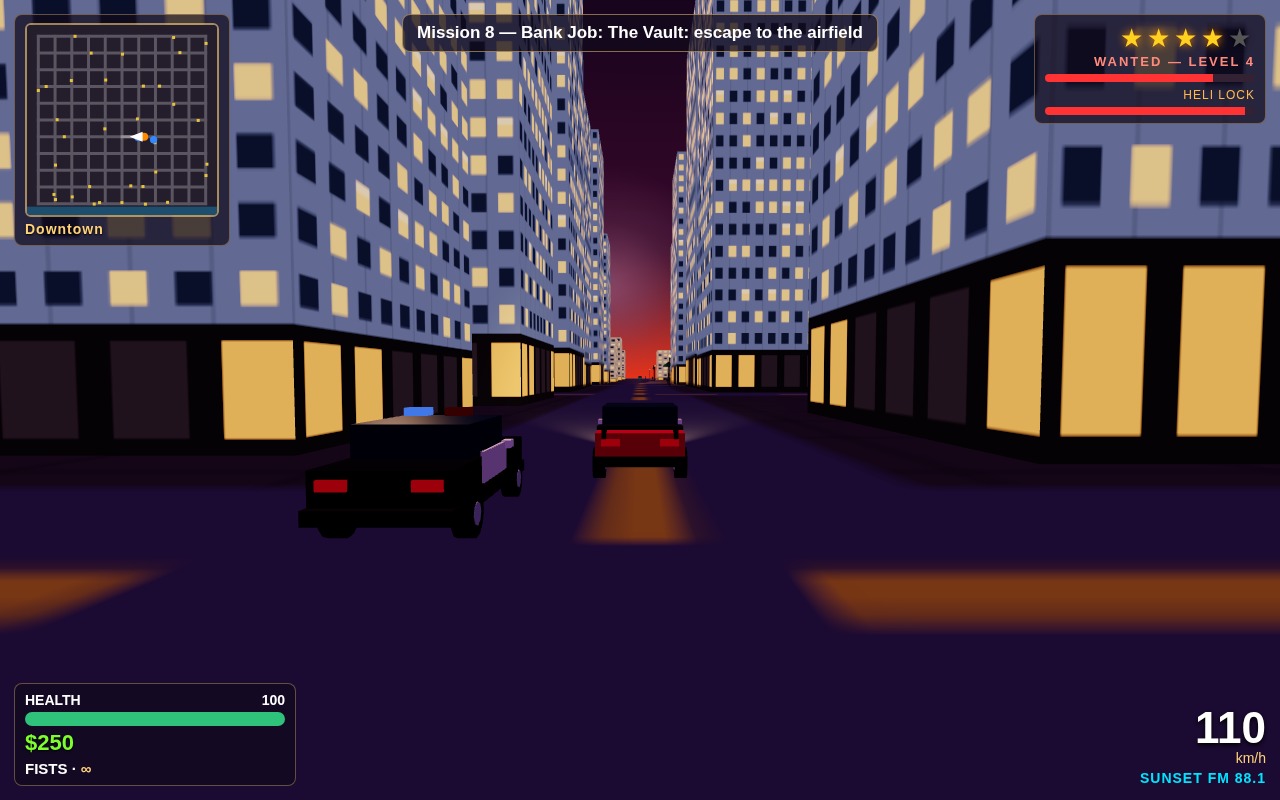 Mission 8 — Bank Job: The Vault: escape to the airfield
WANTED — LEVEL 4
HELI LOCK
Downtown
HEALTH 100
$250
FISTS · ∞
110
km/h
SUNSET FM 88.1